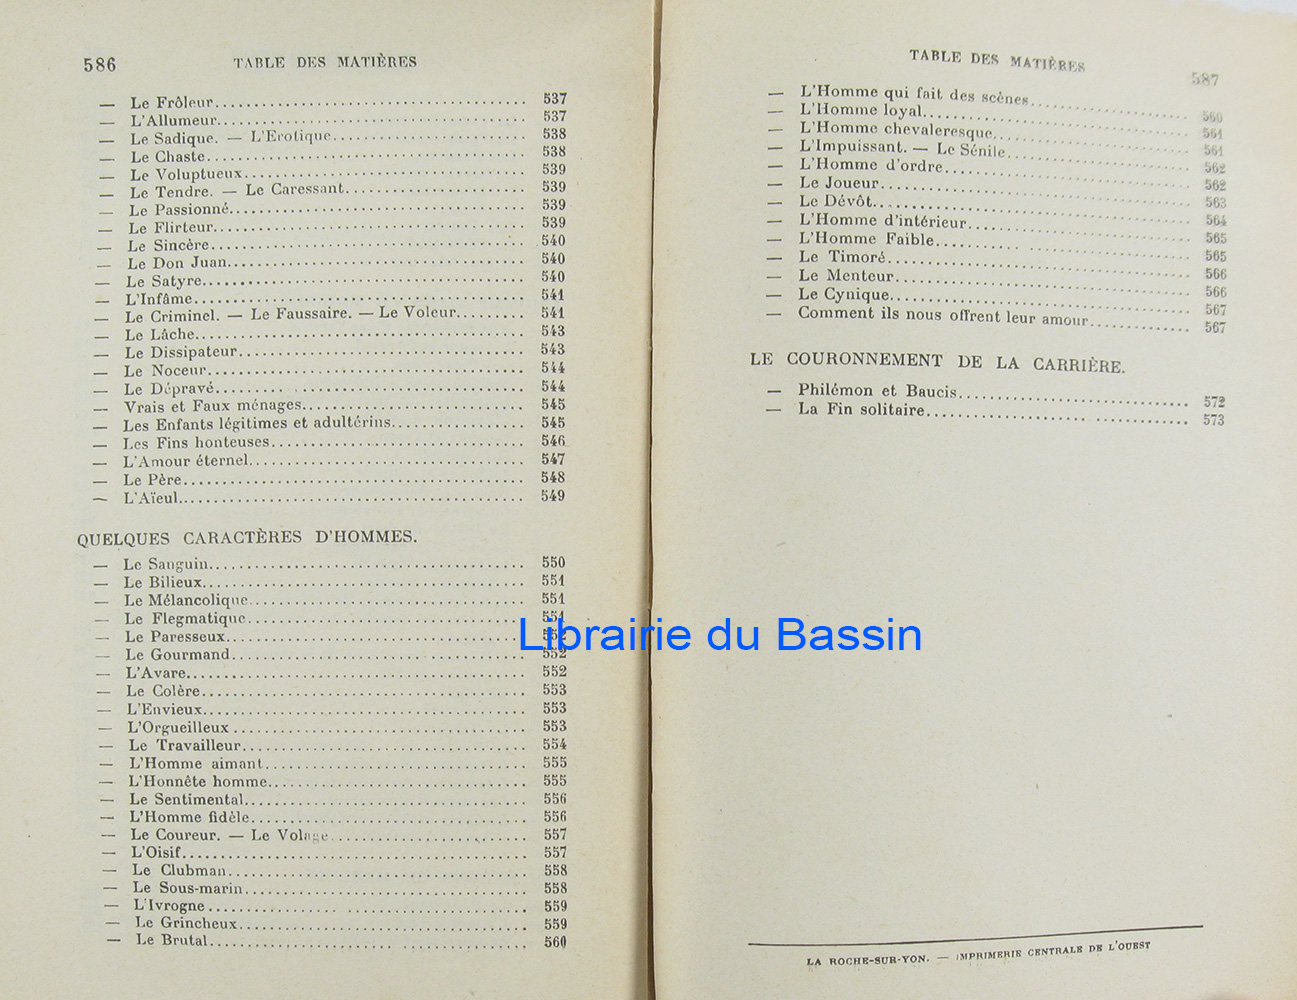 586 TABLE DES MATIÈRES
— Le Frôleur 537
— L'Allumeur 537
— Le Sadique. — L'Erotique 538
— Le Chaste 538
— Le Voluptueux 539
— Le Tendre. — Le Caressant 539
— Le Passionné 539
— Le Flirteur 539
— Le Sincère 540
— Le Don Juan 540
— Le Satyre 540
— L'Infâme 541
— Le Criminel. — Le Faussaire. — Le Voleur 541
— Le Lâche 543
— Le Dissipateur 543
— Le Noceur 544
— Le Dépravé 544
— Vrais et Faux ménages 545
— Les Enfants légitimes et adultérins 545
— Les Fins honteuses 546
— L'Amour éternel 547
— Le Père 548
— L'Aïeul 549
QUELQUES CARACTÈRES D'HOMMES.
— Le Sanguin 550
— Le Bilieux 551
— Le Mélancolique 551
— Le Flegmatique 551
— Le Paresseux 552
— Le Gourmand 552
— L'Avare 552
— Le Colère 553
— L'Envieux 553
— L'Orgueilleux 553
— Le Travailleur 554
— L'Homme aimant 555
— L'Honnête homme 555
— Le Sentimental 556
— L'Homme fidèle 556
— Le Coureur. — Le Volage 557
— L'Oisif 557
— Le Clubman 558
— Le Sous-marin 558
— L'Ivrogne 559
— Le Grincheux 559
— Le Brutal 560
TABLE DES MATIÈRES 587
— L'Homme qui fait des scènes 560
— L'Homme loyal 561
— L'Homme chevaleresque 561
— L'Impuissant. — Le Sénile 562
— L'Homme d'ordre 562
— Le Joueur 563
— Le Dévôt 564
— L'Homme d'intérieur 565
— L'Homme Faible 565
— Le Timoré 566
— Le Menteur 566
— Le Cynique 567
— Comment ils nous offrent leur amour 567
LE COURONNEMENT DE LA CARRIÈRE.
— Philémon et Baucis 572
— La Fin solitaire 573
LA ROCHE-SUR-YON. — IMPRIMERIE CENTRALE DE L'OUEST
Librairie du Bassin